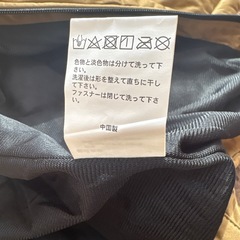 色物と淡色物は分けて洗って下さい。
洗濯後は形を整えて直ちに干して下さい。
ファスナーは閉じて洗って下さい。
中国製